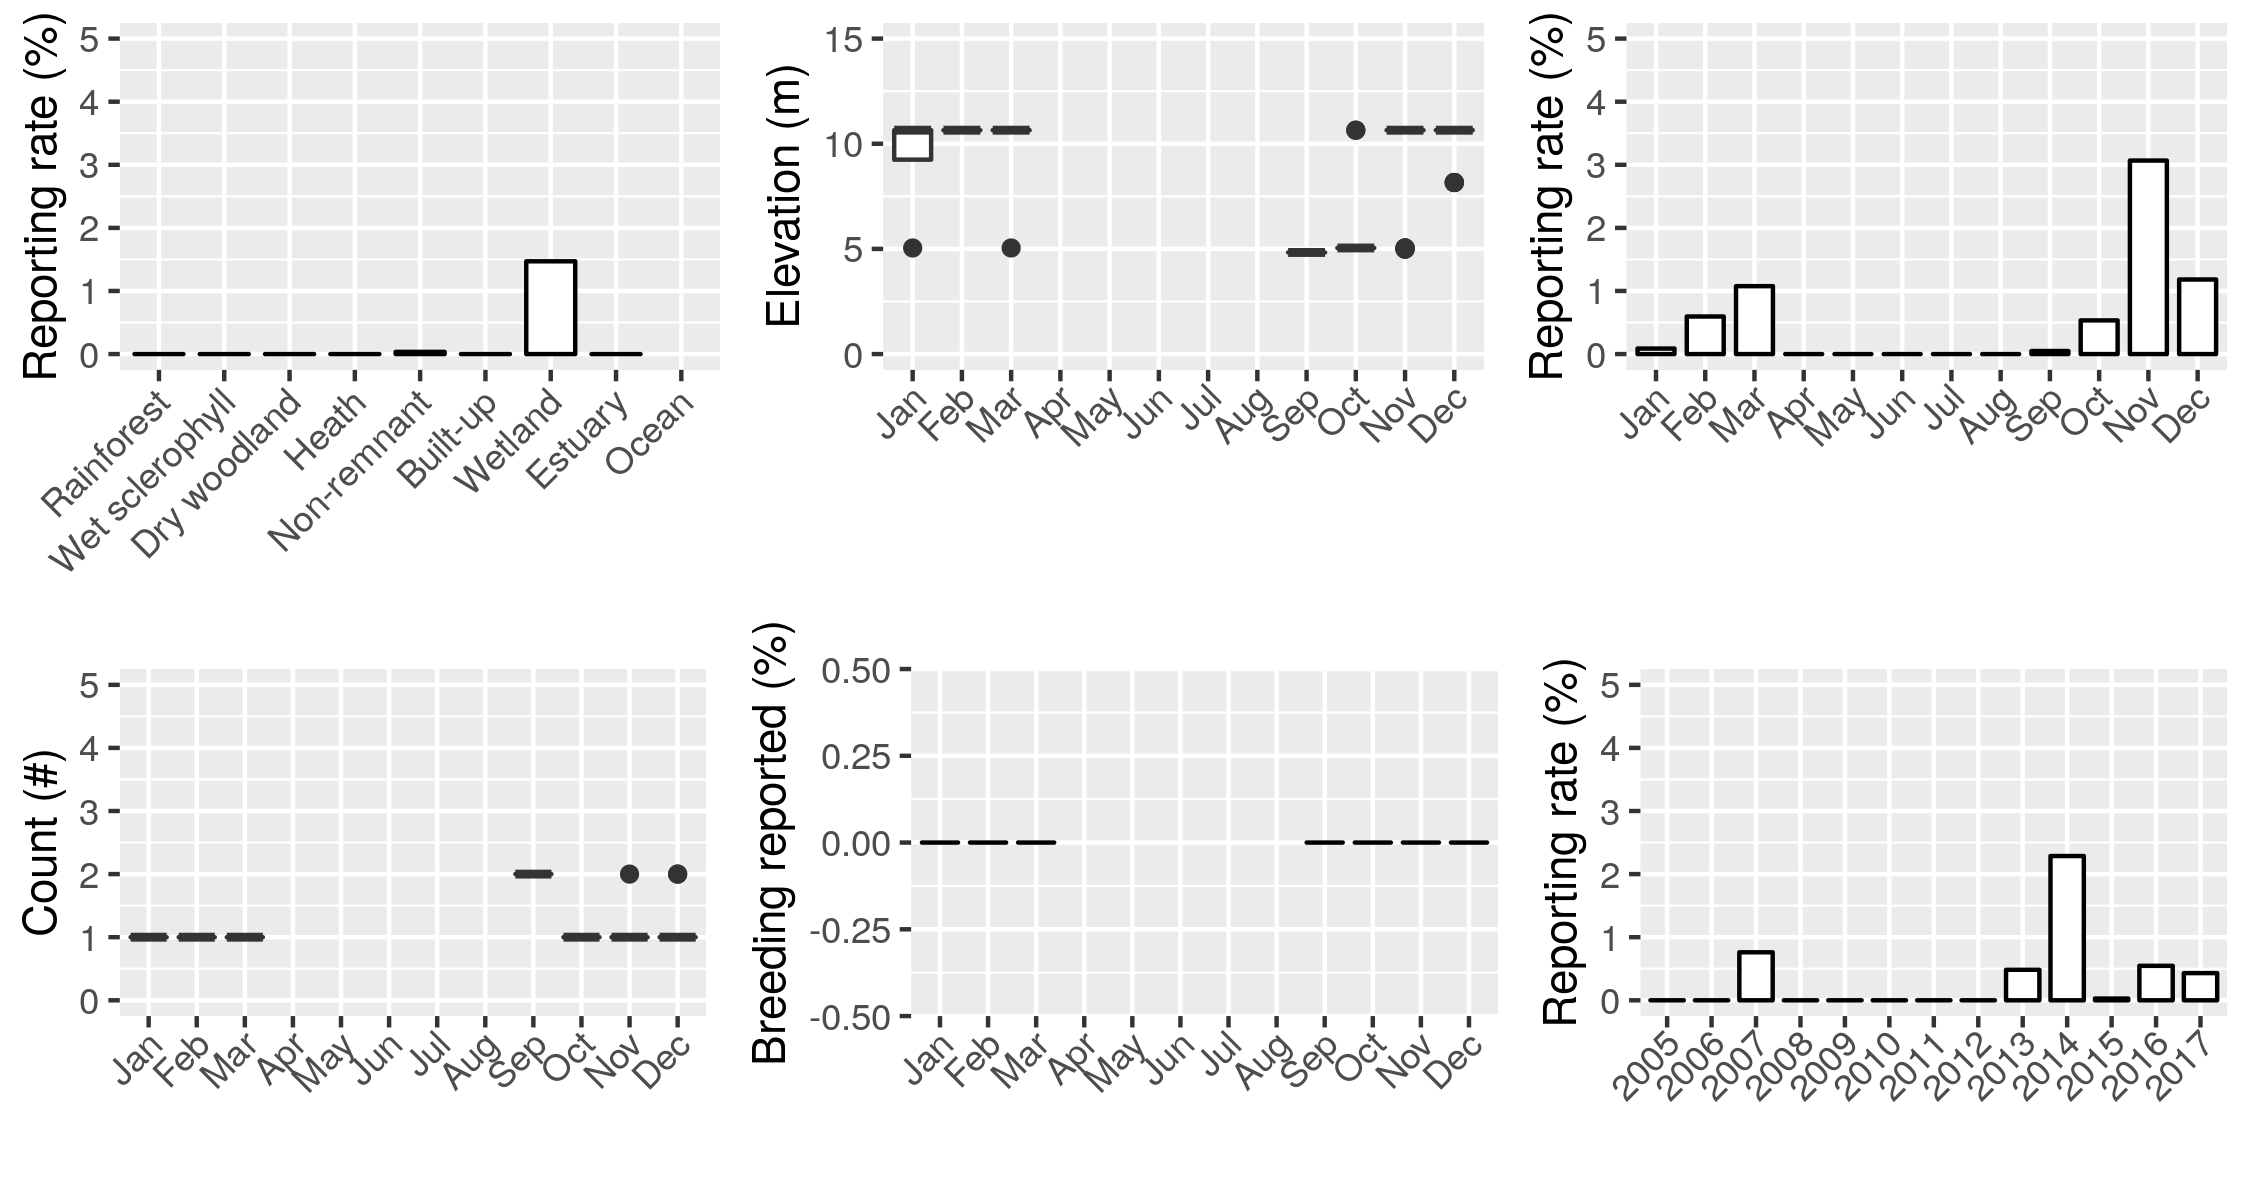 Reporting rate (%)
5
4
3
2
1
0
Rainforest
Wet sclerophyll
Dry woodland
Heath
Non-remnant
Built-up
Wetland
Estuary
Ocean
Elevation (m)
15
10
5
0
Jan
Feb
Mar
Apr
May
Jun
Jul
Aug
Sep
Oct
Nov
Dec
Reporting rate (%)
5
4
3
2
1
0
Jan
Feb
Mar
Apr
May
Jun
Jul
Aug
Sep
Oct
Nov
Dec
Count (#)
5
4
3
2
1
0
Jan
Feb
Mar
Apr
May
Jun
Jul
Aug
Sep
Oct
Nov
Dec
Breeding reported (%)
0.50
0.25
0.00
-0.25
-0.50
Jan
Feb
Mar
Apr
May
Jun
Jul
Aug
Sep
Oct
Nov
Dec
Reporting rate (%)
5
4
3
2
1
0
2005
2006
2007
2008
2009
2010
2011
2012
2013
2014
2015
2016
2017